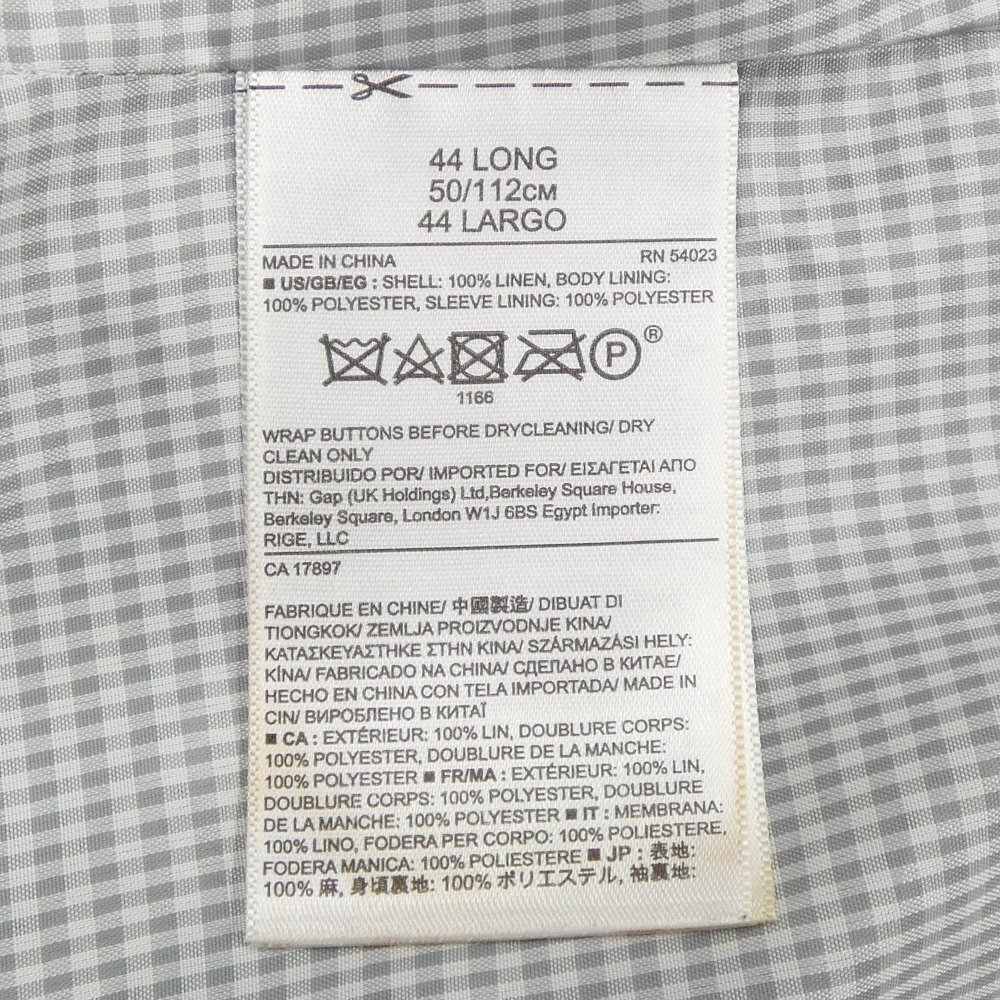 44 LONG
50/112CM
44 LARGO
MADE IN CHINA RN 54023
■ US/GB/EG : SHELL: 100% LINEN, BODY LINING:
100% POLYESTER, SLEEVE LINING: 100% POLYESTER
P ®
1166
WRAP BUTTONS BEFORE DRYCLEANING/ DRY
CLEAN ONLY
DISTRIBUIDO POR/ IMPORTED FOR/ ΕΙΣΑΓΕΤΑΙ ΑΠΟ
ΤΗΝ: Gap (UK Holdings) Ltd,Berkeley Square House,
Berkeley Square, London W1J 6BS Egypt Importer:
RIGE, LLC
CA 17897
FABRIQUE EN CHINE/ 中國製造/ DIBUAT DI
TIONGKOK/ ZEMLJA PROIZVODNJE KINA/
ΚΑΤΑΣΚΕΥΑΣΤΗΚΕ ΣΤΗΝ ΚΙΝΑ/ SZÁRMAZÁSI HELY:
KÍNA/ FABRICADO NA CHINA/ СДЕЛАНО В КИТАЕ/
HECHO EN CHINA CON TELA IMPORTADA/ MADE IN
CIN/ ВИРОБЛЕНО В КИТАЇ
■ CA : EXTÉRIEUR: 100% LIN, DOUBLURE CORPS:
100% POLYESTER, DOUBLURE DE LA MANCHE:
100% POLYESTER ■ FR/MA : EXTÉRIEUR: 100% LIN,
DOUBLURE CORPS: 100% POLYESTER, DOUBLURE
DE LA MANCHE: 100% POLYESTER ■ IT : MEMBRANA:
100% LINO, FODERA PER CORPO: 100% POLIESTERE,
FODERA MANICA: 100% POLIESTERE ■ JP : 表地:
100% 麻, 身頃裏地: 100% ポリエステル, 袖裏地: